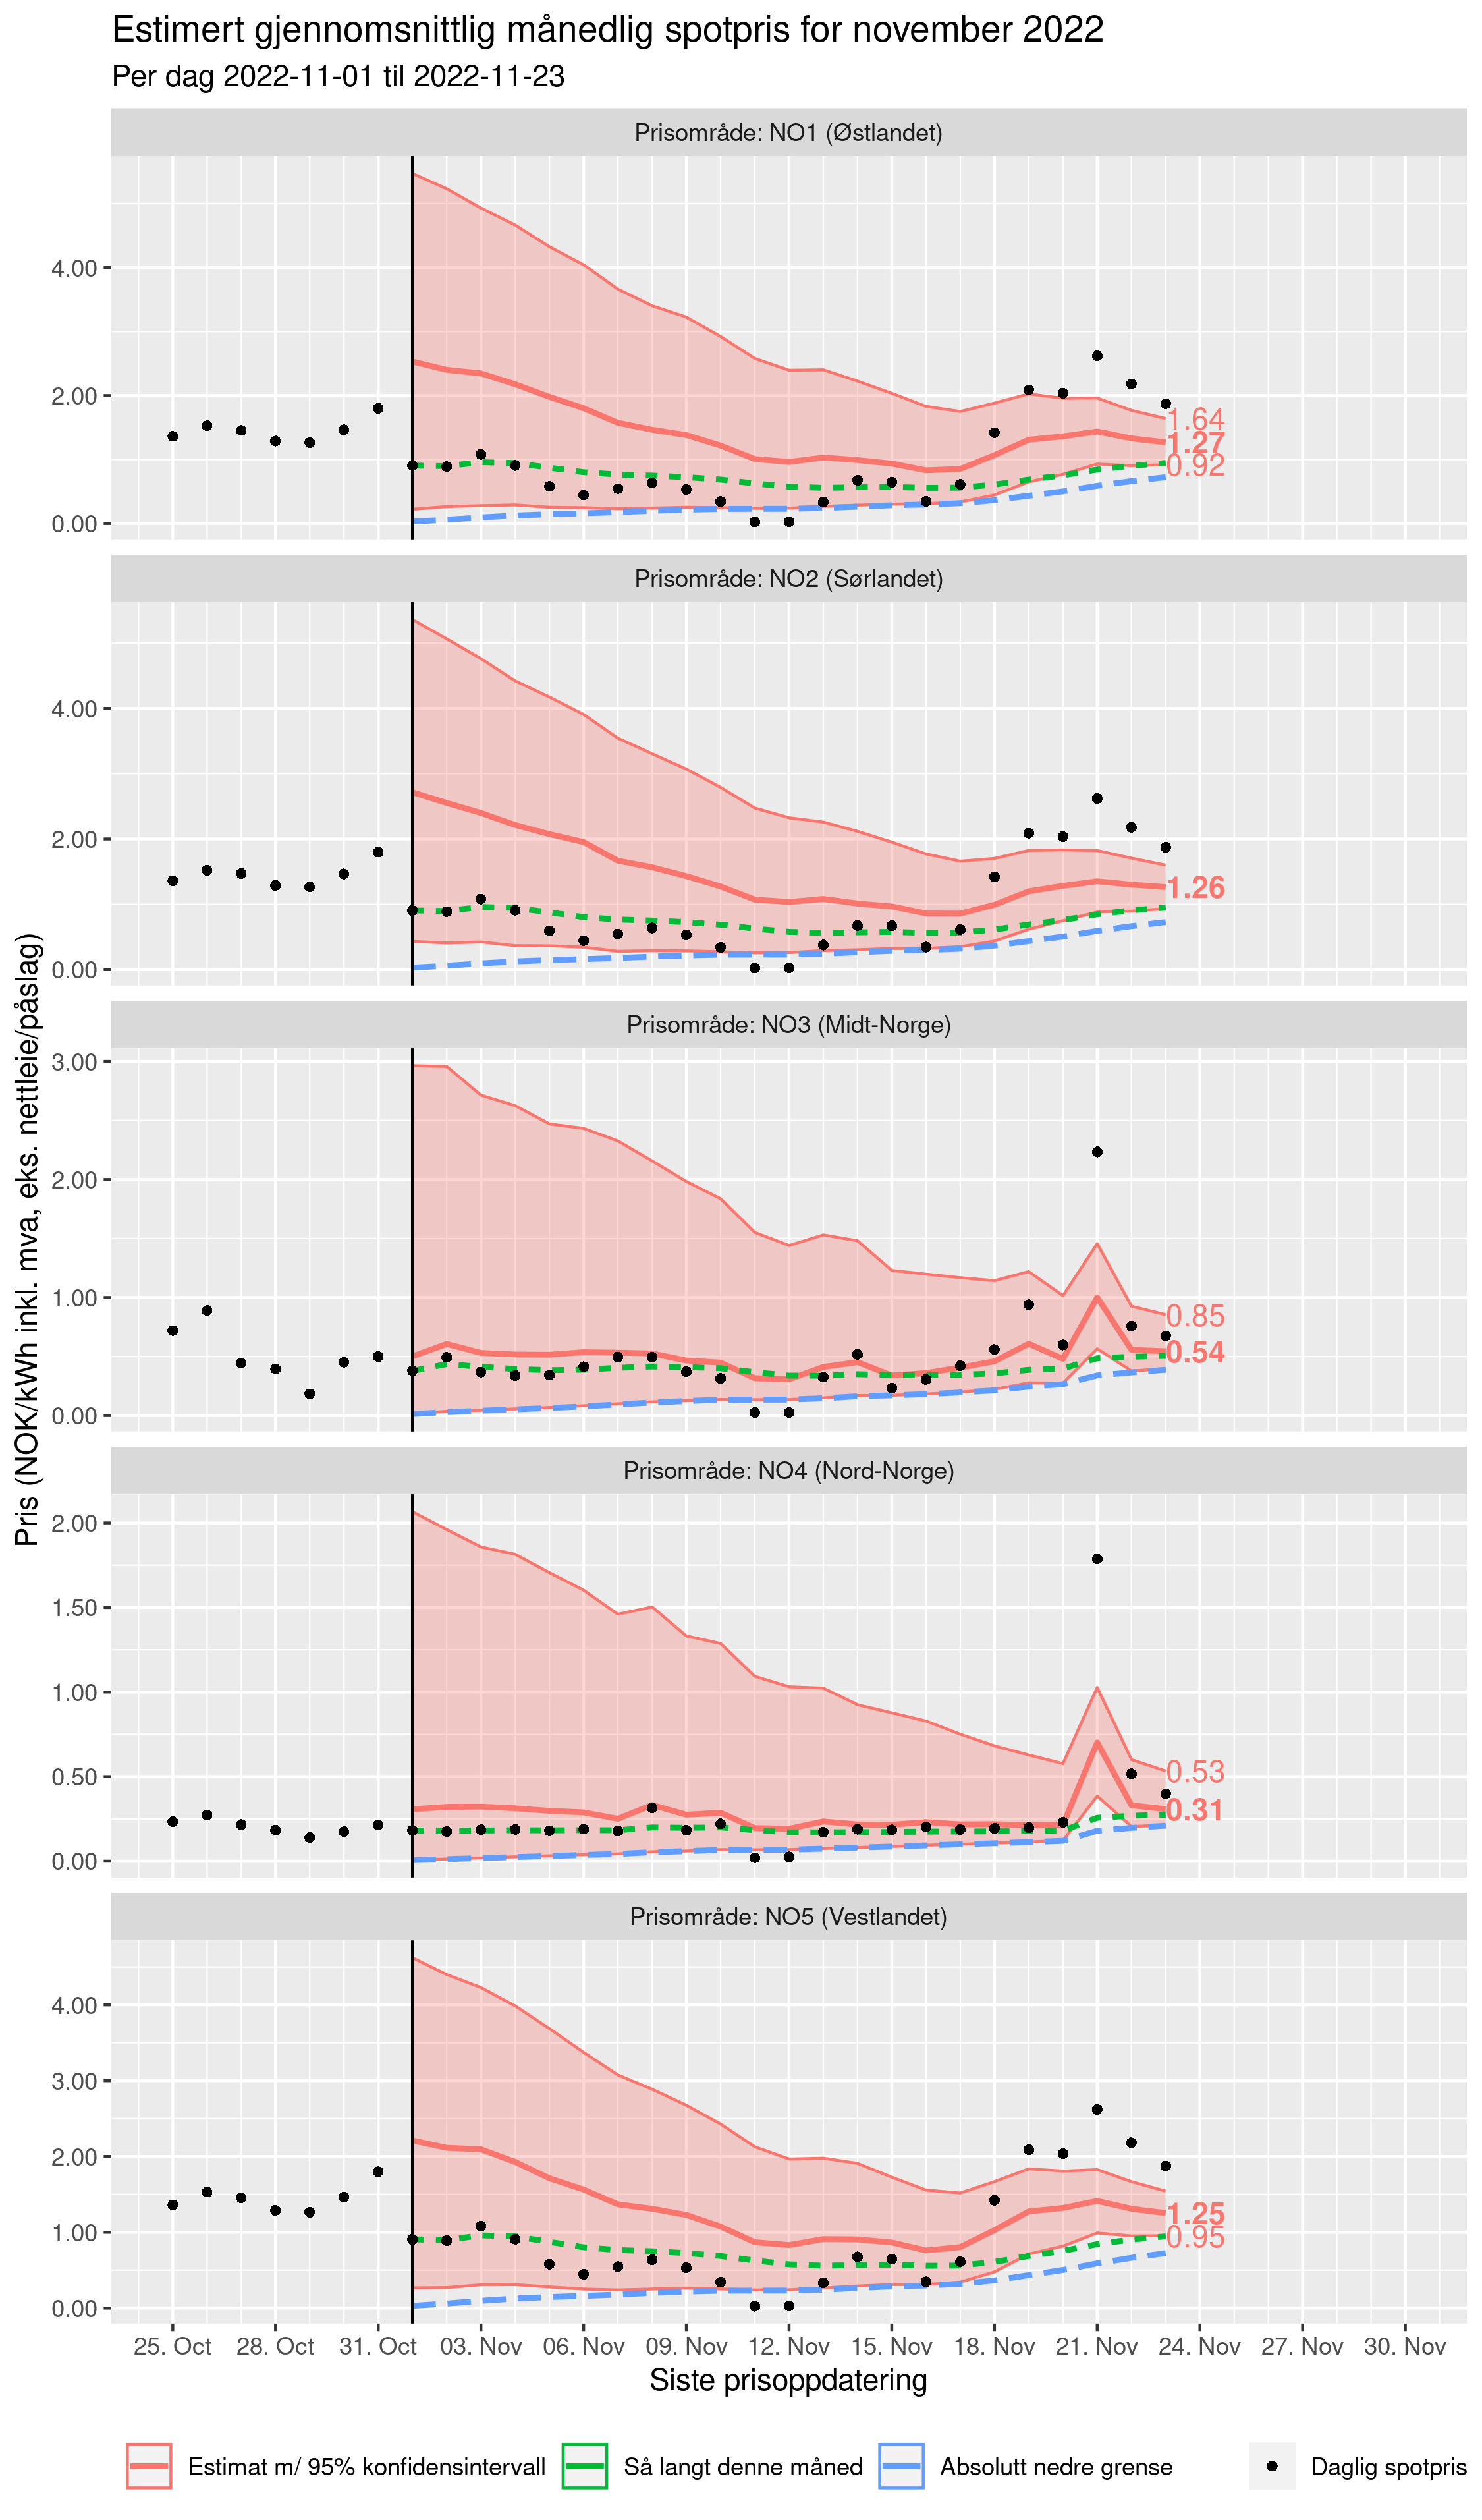 Estimert gjennomsnittlig månedlig spotpris for november 2022
Per dag 2022-11-01 til 2022-11-23
Pris (NOK/kWh inkl. mva, eks. nettleie/påslag)
Prisområde: NO1 (Østlandet)
4.00
2.00
0.00
1.64
1.27
0.92
Prisområde: NO2 (Sørlandet)
4.00
2.00
0.00
1.26
Prisområde: NO3 (Midt-Norge)
3.00
2.00
1.00
0.00
0.85
0.54
Prisområde: NO4 (Nord-Norge)
2.00
1.50
1.00
0.50
0.00
0.53
0.31
Prisområde: NO5 (Vestlandet)
4.00
3.00
2.00
1.00
0.00
1.25
0.95
25. Oct 28. Oct 31. Oct 03. Nov 06. Nov 09. Nov 12. Nov 15. Nov 18. Nov 21. Nov 24. Nov 27. Nov 30. Nov
Siste prisoppdatering
Estimat m/ 95% konfidensintervall Så langt denne måned Absolutt nedre grense Daglig spotpris